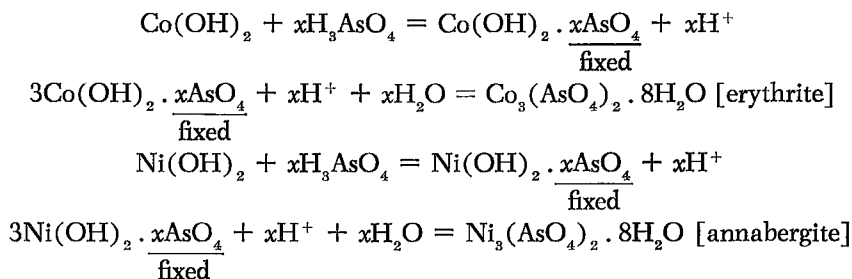 Co(OH)₂ + xH₃AsO₄ = Co(OH)₂ . xAsO₄ + xH⁺
fixed
3Co(OH)₂ . xAsO₄ + xH⁺ + xH₂O = Co₃(AsO₄)₂ . 8H₂O [erythrite]
fixed
Ni(OH)₂ + xH₃AsO₄ = Ni(OH)₂ . xAsO₄ + xH⁺
fixed
3Ni(OH)₂ . xAsO₄ + xH⁺ + xH₂O = Ni₃(AsO₄)₂ . 8H₂O [annabergite]
fixed